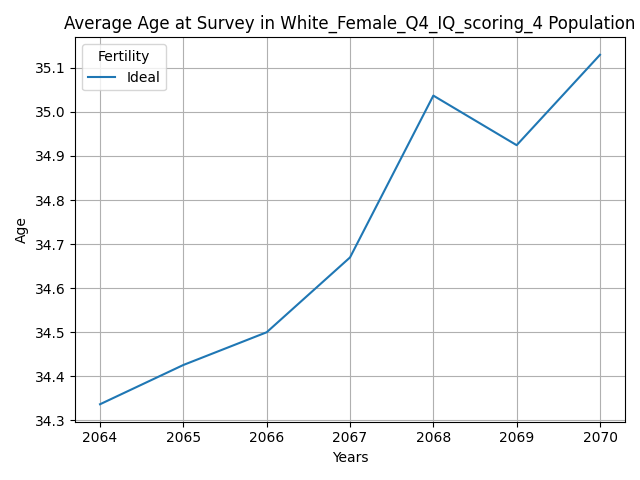 Average Age at Survey in White_Female_Q4_IQ_scoring_4 Population
Fertility
Ideal
35.1
35.0
34.9
34.8
34.7
34.6
34.5
34.4
34.3
Age
2064 2065 2066 2067 2068 2069 2070
Years